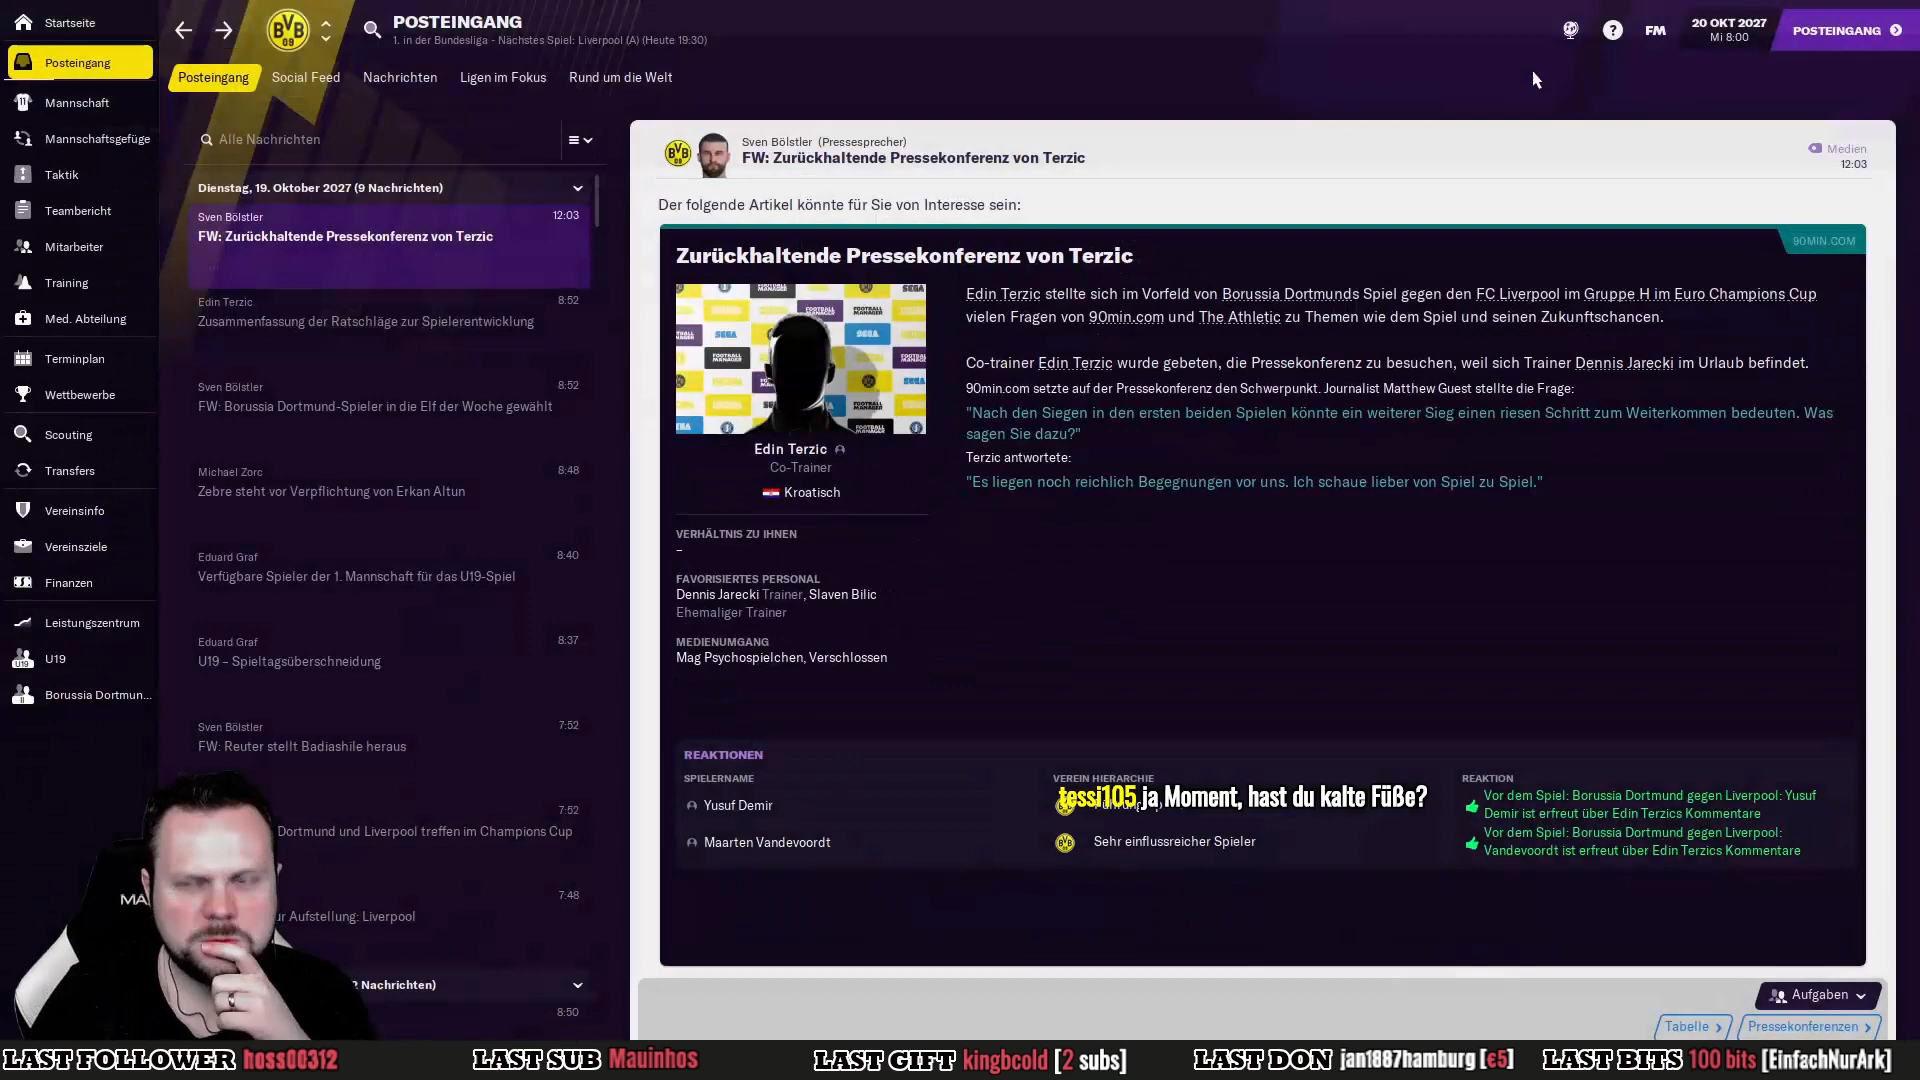 Startseite
Posteingang
Mannschaft
Mannschaftsgefüge
Taktik
Teambericht
Mitarbeiter
Training
Med. Abteilung
Terminplan
Wettbewerbe
Scouting
Transfers
Vereinsinfo
Vereinsziele
Finanzen
Leistungszentrum
U19
Borussia Dortmun...
POSTEINGANG
1. in der Bundesliga - Nächstes Spiel: Liverpool (A) (Heute 19:30)
FM
20 OKT 2027
Mi 8:00
POSTEINGANG
Posteingang
Social Feed
Nachrichten
Ligen im Fokus
Rund um die Welt
Alle Nachrichten
Dienstag, 19. Oktober 2027 (9 Nachrichten)
Sven Bölstler 12:03
FW: Zurückhaltende Pressekonferenz von Terzic
Edin Terzic 8:52
Zusammenfassung der Ratschläge zur Spielerentwicklung
Sven Bölstler 8:52
FW: Borussia Dortmund-Spieler in die Elf der Woche gewählt
Michael Zorc 8:48
Zebre steht vor Verpflichtung von Erkan Altun
Eduard Graf 8:40
Verfügbare Spieler der 1. Mannschaft für das U19-Spiel
Eduard Graf 8:37
U19 – Spieltagsüberschneidung
Sven Bölstler 7:52
FW: Reuter stellt Badiashile heraus
7:52
Dortmund und Liverpool treffen im Champions Cup
7:48
ur Aufstellung: Liverpool
2 Nachrichten)
8:50
Sven Bölstler (Pressesprecher)
FW: Zurückhaltende Pressekonferenz von Terzic
Medien
12:03
Der folgende Artikel könnte für Sie von Interesse sein:
90MIN.COM
Zurückhaltende Pressekonferenz von Terzic
Edin Terzic
Co-Trainer
Kroatisch
VERHÄLTNIS ZU IHNEN
–
FAVORISIERTES PERSONAL
Dennis Jarecki Trainer, Slaven Bilic
Ehemaliger Trainer
MEDIENUMGANG
Mag Psychospielchen, Verschlossen
Edin Terzic stellte sich im Vorfeld von Borussia Dortmunds Spiel gegen den FC Liverpool im Gruppe H im Euro Champions Cup
vielen Fragen von 90min.com und The Athletic zu Themen wie dem Spiel und seinen Zukunftschancen.
Co-trainer Edin Terzic wurde gebeten, die Pressekonferenz zu besuchen, weil sich Trainer Dennis Jarecki im Urlaub befindet.
90min.com setzte auf der Pressekonferenz den Schwerpunkt. Journalist Matthew Guest stellte die Frage:
"Nach den Siegen in den ersten beiden Spielen könnte ein weiterer Sieg einen riesen Schritt zum Weiterkommen bedeuten. Was
sagen Sie dazu?"
Terzic antwortete:
"Es liegen noch reichlich Begegnungen vor uns. Ich schaue lieber von Spiel zu Spiel."
REAKTIONEN
SPIELERNAME
VEREIN HIERARCHIE
REAKTION
Yusuf Demir
tessi105 ja Moment, hast du kalte Füße?
Vor dem Spiel: Borussia Dortmund gegen Liverpool: Yusuf
Demir ist erfreut über Edin Terzics Kommentare
Maarten Vandevoordt
Sehr einflussreicher Spieler
Vor dem Spiel: Borussia Dortmund gegen Liverpool:
Vandevoordt ist erfreut über Edin Terzics Kommentare
Aufgaben
Tabelle
Pressekonferenzen
LAST FOLLOWER hoss00312
LAST SUB Mauinhos
LAST GIFT kingbcold [2 subs]
LAST DON jan1887hamburg [€5]
LAST BITS 100 bits [EinfachNurArk]